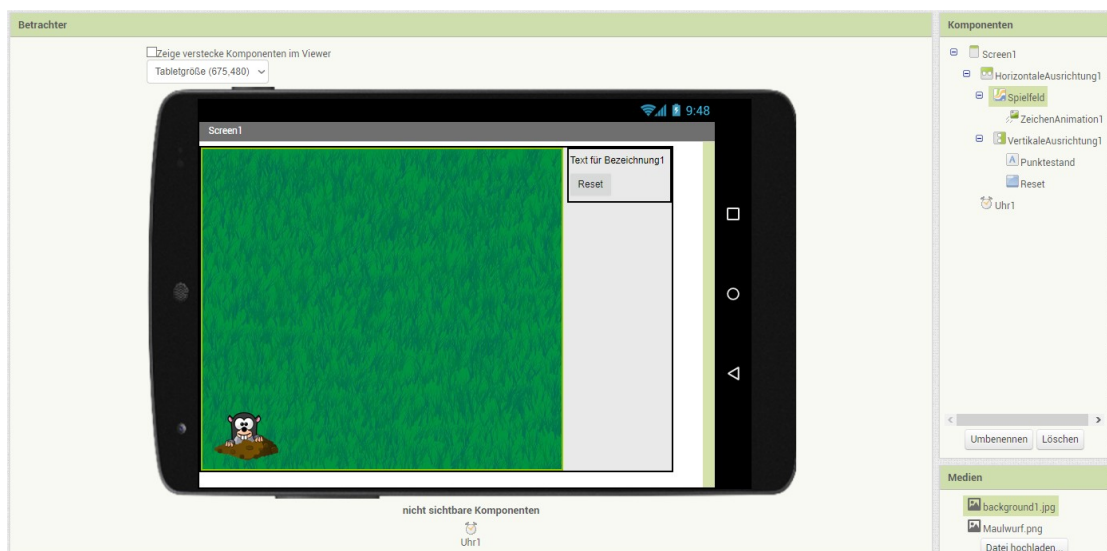 Betrachter
Zeige verstecke Komponenten im Viewer
Tabletgröße (675,480)
9:48
Screen1
Text für Bezeichnung1
Reset
nicht sichtbare Komponenten
Uhr1
Komponenten
Screen1
HorizontaleAusrichtung1
Spielfeld
ZeichenAnimation1
VertikaleAusrichtung1
Punktestand
Reset
Uhr1
Umbenennen Löschen
Medien
background1.jpg
Maulwurf.png
Datei hochladen...